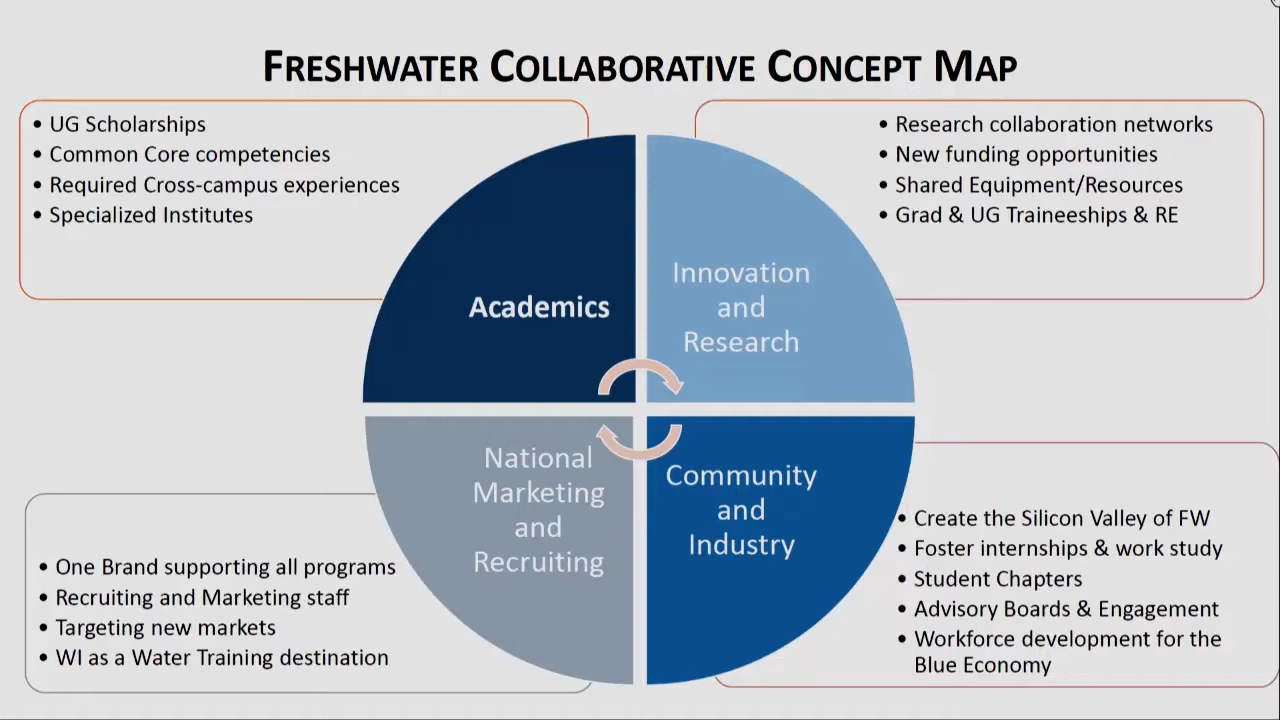 FRESHWATER COLLABORATIVE CONCEPT MAP
• UG Scholarships
• Common Core competencies
• Required Cross-campus experiences
• Specialized Institutes
• Research collaboration networks
• New funding opportunities
• Shared Equipment/Resources
• Grad & UG Traineeships & RE
Academics
Innovation
and
Research
National
Marketing
and
Recruiting
Community
and
Industry
• One Brand supporting all programs
• Recruiting and Marketing staff
• Targeting new markets
• WI as a Water Training destination
• Create the Silicon Valley of FW
• Foster internships & work study
• Student Chapters
• Advisory Boards & Engagement
• Workforce development for the
Blue Economy